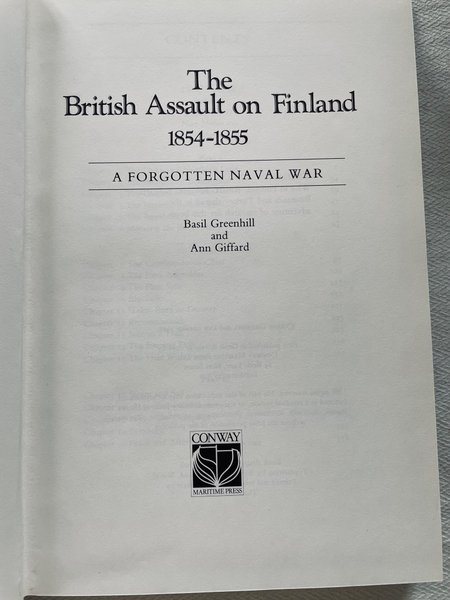 The
British Assault on Finland
1854-1855
A FORGOTTEN NAVAL WAR
Basil Greenhill
and
Ann Giffard
CONWAY
MARITIME PRESS